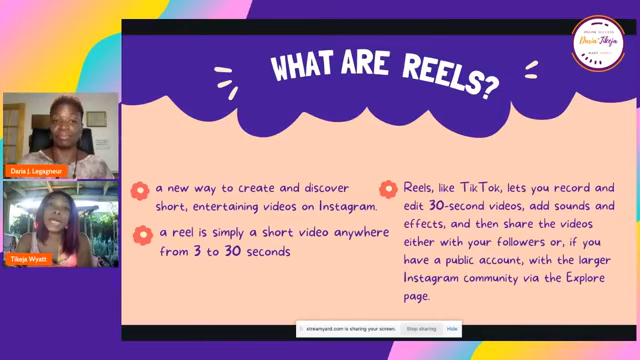 WHAT ARE REELS?
Daria Tikeja
Daria J. Legagneur
Tikeja Wyatt
a new way to create and discover
short, entertaining videos on Instagram.
a reel is simply a short video anywhere
from 3 to 30 seconds
Reels, like TikTok, lets you record and
edit 30-second videos, add sounds and
effects, and then share the videos
either with your followers or, if you
have a public account, with the larger
Instagram community via the Explore
page.
streamyard.com is sharing your screen.
Stop sharing
Hide